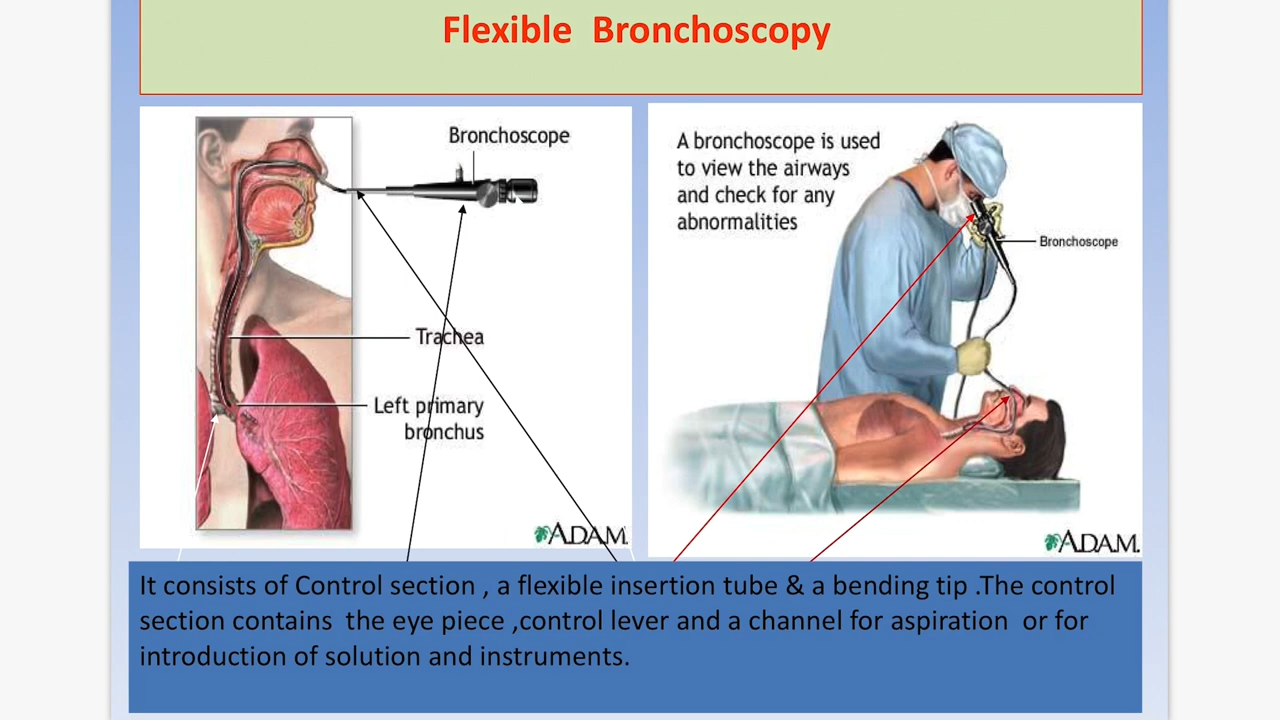 Flexible Bronchoscopy
Bronchoscope
Trachea
Left primary
bronchus
A.D.A.M.
A bronchoscope is used
to view the airways
and check for any
abnormalities
Bronchoscope
A.D.A.M.
It consists of Control section , a flexible insertion tube & a bending tip .The control
section contains the eye piece ,control lever and a channel for aspiration or for
introduction of solution and instruments.